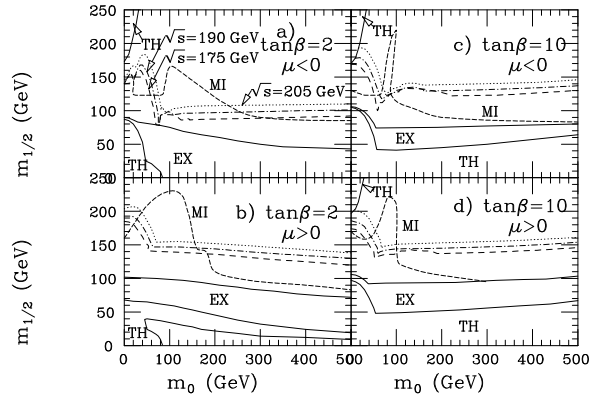 250
200
150
100
50
a)
tanβ=2
μ<0
TH
√s=190 GeV
√s=175 GeV
MI
√s=205 GeV
EX
TH
m1/2 (GeV)
c) tanβ=10
μ<0
TH
MI
EX
TH
250
200
150
100
50
0
b) tanβ=2
μ>0
MI
EX
TH
m1/2 (GeV)
0 100 200 300 400
m0 (GeV)
d) tanβ=10
μ>0
TH
MI
EX
TH
100 200 300 400 500
m0 (GeV)